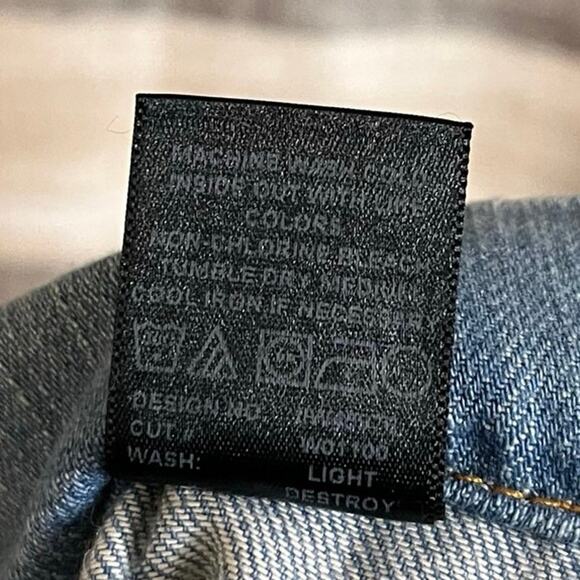 MACHINE WASH COLD
INSIDE OUT WITH LIKE
COLORS
NON-CHLORINE BLEACH
TUMBLE DRY MEDIUM
COOL IRON IF NECESSARY
DESIGN NO
CUT #
W01100
WASH:
LIGHT
DESTROY